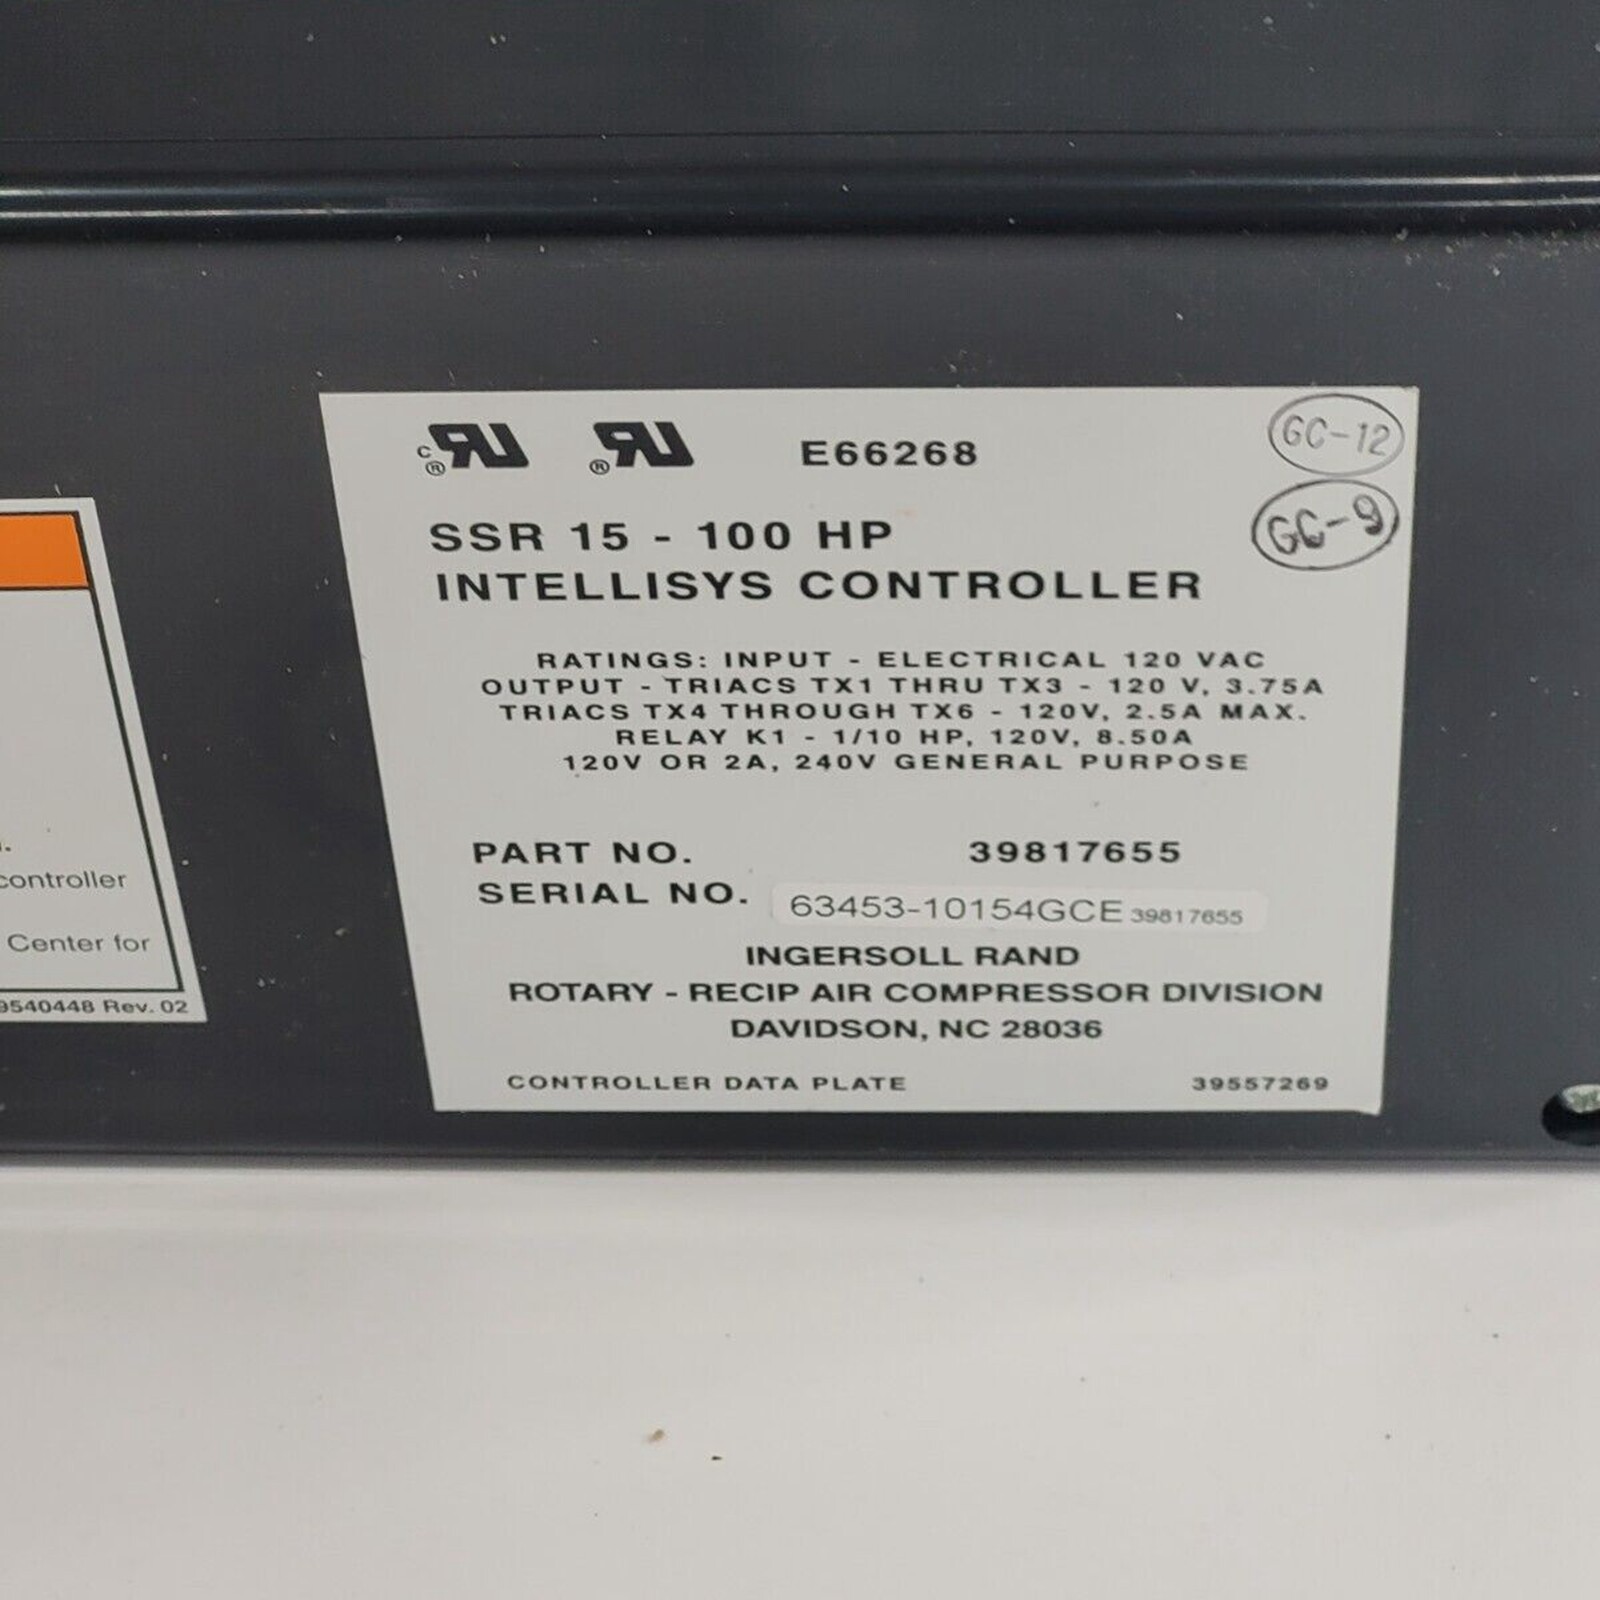 E66268
GC-12
GC-9
SSR 15 - 100 HP
INTELLISYS CONTROLLER
RATINGS: INPUT - ELECTRICAL 120 VAC
OUTPUT - TRIACS TX1 THRU TX3 - 120 V, 3.75A
TRIACS TX4 THROUGH TX6 - 120V, 2.5A MAX.
RELAY K1 - 1/10 HP, 120V, 8.50A
120V OR 2A, 240V GENERAL PURPOSE
PART NO. 39817655
SERIAL NO. 63453-10154GCE 39817655
INGERSOLL RAND
ROTARY - RECIP AIR COMPRESSOR DIVISION
DAVIDSON, NC 28036
CONTROLLER DATA PLATE 39557269
controller
Center for
9540448 Rev. 02